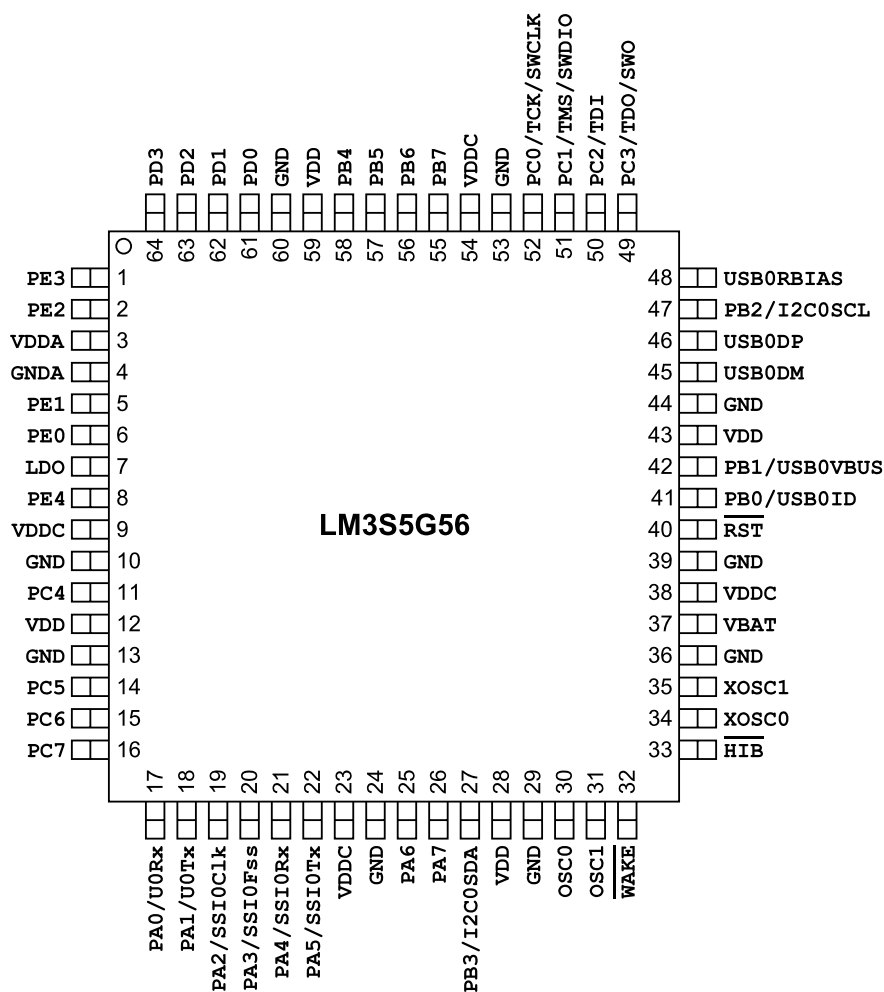 PD3
PD2
PD1
PD0
GND
VDD
PB4
PB5
PB6
PB7
VDDC
GND
PC0/TCK/SWCLK
PC1/TMS/SWDIO
PC2/TDI
PC3/TDO/SWO
64
63
62
61
60
59
58
57
56
55
54
53
52
51
50
49
PE3 1
PE2 2
VDDA 3
GNDA 4
PE1 5
PE0 6
LDO 7
PE4 8
VDDC 9
GND 10
PC4 11
VDD 12
GND 13
PC5 14
PC6 15
PC7 16
LM3S5G56
48 USB0RBIAS
47 PB2/I2C0SCL
46 USB0DP
45 USB0DM
44 GND
43 VDD
42 PB1/USB0VBUS
41 PB0/USB0ID
40 RST
39 GND
38 VDDC
37 VBAT
36 GND
35 XOSC1
34 XOSC0
33 HIB
17
18
19
20
21
22
23
24
25
26
27
28
29
30
31
32
PA0/U0Rx
PA1/U0Tx
PA2/SSI0Clk
PA3/SSI0Fss
PA4/SSI0Rx
PA5/SSI0Tx
VDDC
GND
PA6
PA7
PB3/I2C0SDA
VDD
GND
OSC0
OSC1
WAKE